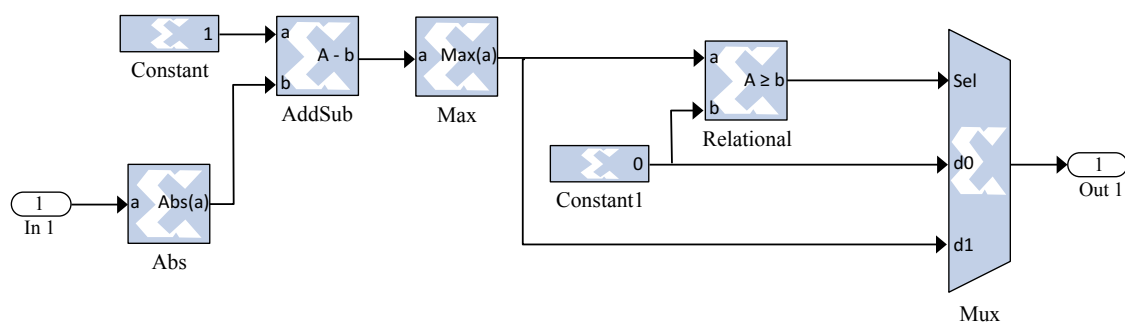 1
Constant
a
A - b
b
AddSub
a
Max(a)
Max
a
A ≥ b
b
Relational
0
Constant1
Sel
d0
d1
Mux
1
In 1
a
Abs(a)
Abs
1
Out 1